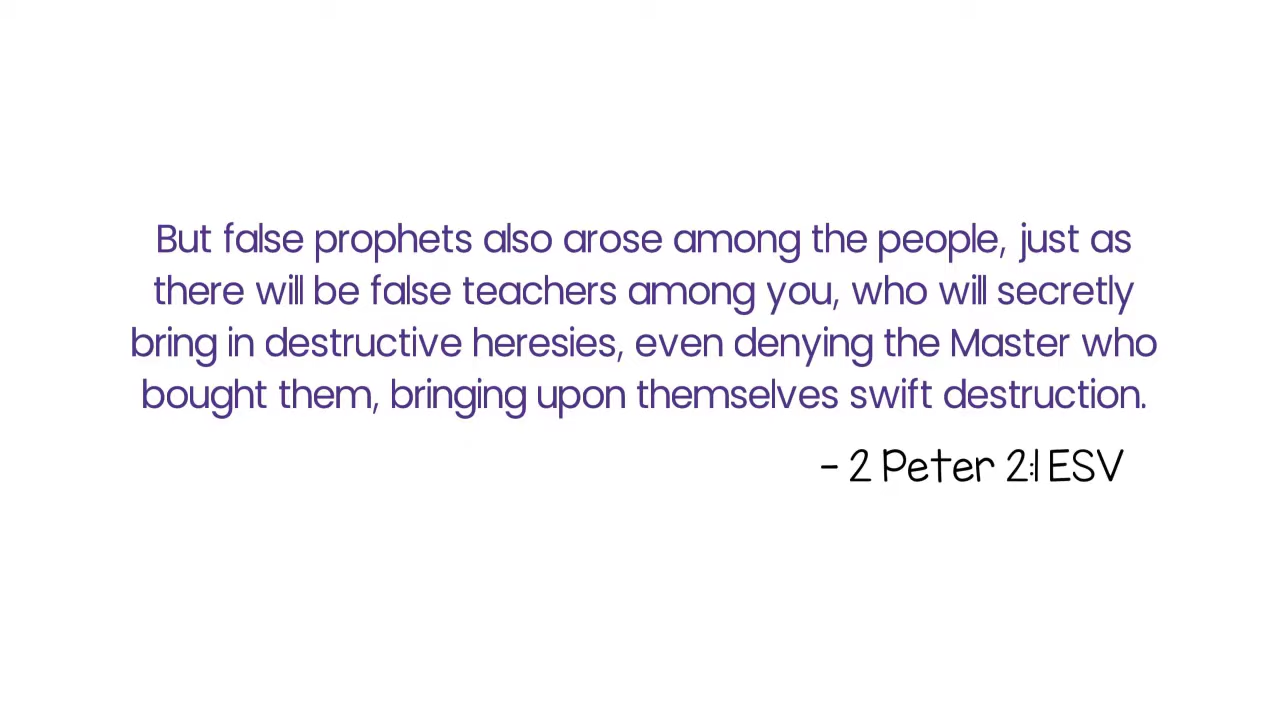 But false prophets also arose among the people, just as
there will be false teachers among you, who will secretly
bring in destructive heresies, even denying the Master who
bought them, bringing upon themselves swift destruction.
- 2 Peter 2:1 ESV